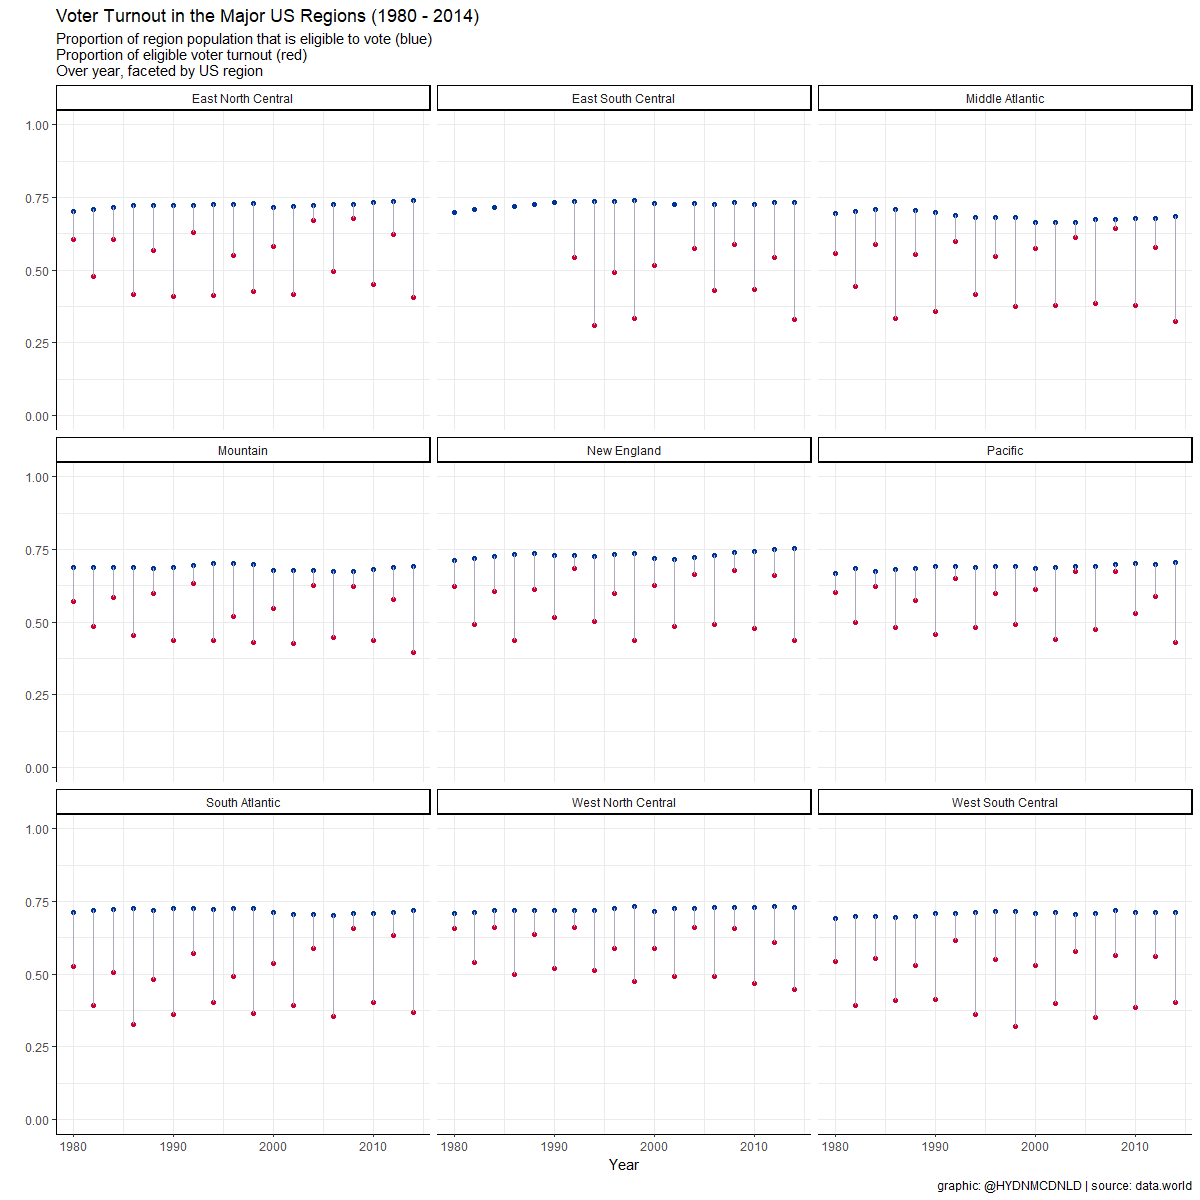 Voter Turnout in the Major US Regions (1980 - 2014)
Proportion of region population that is eligible to vote (blue)
Proportion of eligible voter turnout (red)
Over year, faceted by US region
East North Central
East South Central
Middle Atlantic
1.00
0.75
0.50
0.25
0.00
Mountain
New England
Pacific
1.00
0.75
0.50
0.25
0.00
South Atlantic
West North Central
West South Central
1.00
0.75
0.50
0.25
0.00
1980 1990 2000 2010
1980 1990 2000 2010
1980 1990 2000 2010
Year
graphic: @HYDNMCDNLD | source: data.world